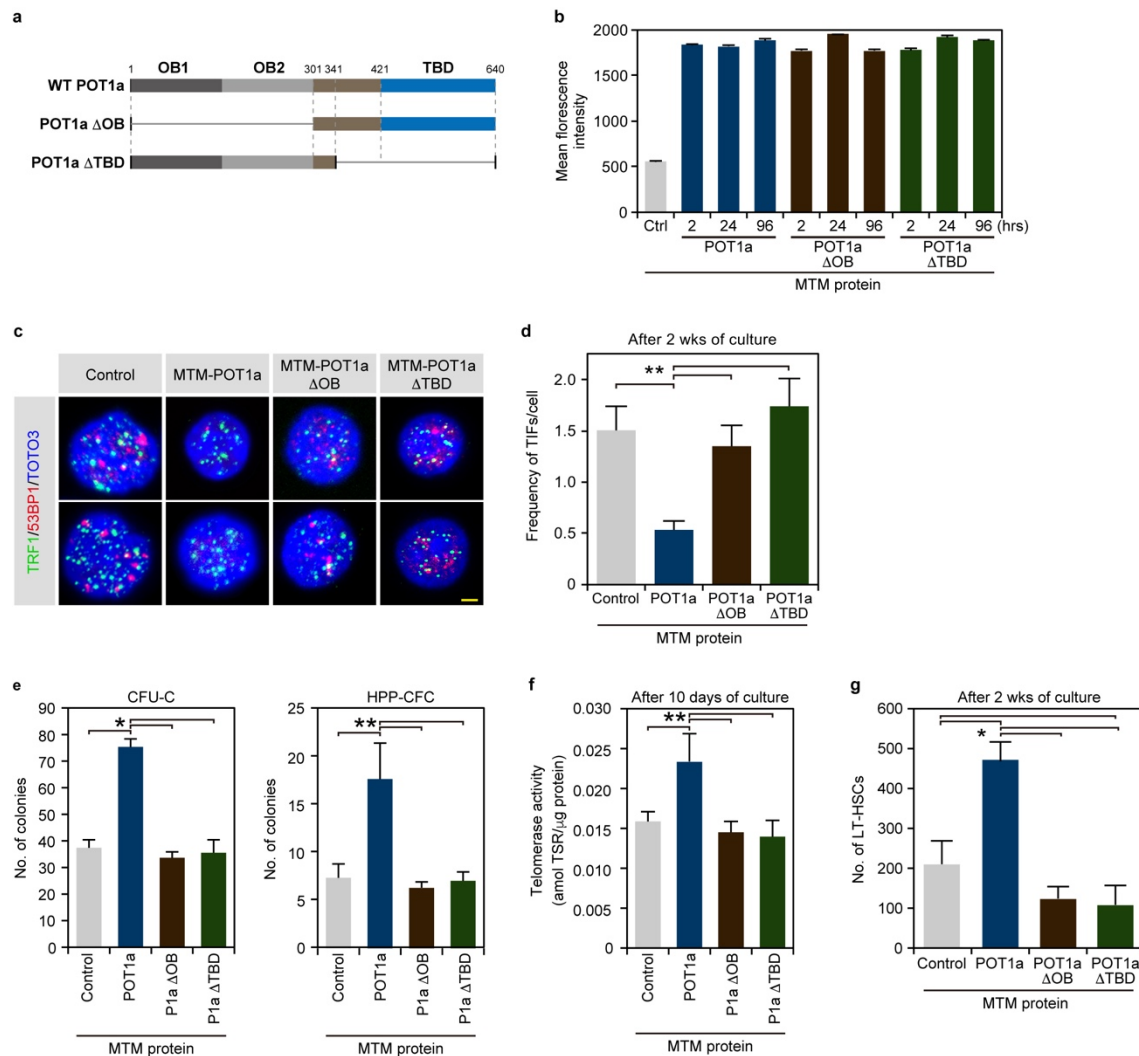 a
1 OB1 OB2 301 341 421 TBD 640
WT POT1a
POT1a ΔOB
POT1a ΔTBD
b
Mean florescence
intensity
2000
1500
1000
500
0
Ctrl 2 24 96 2 24 96 2 24 96 (hrs)
POT1a POT1a POT1a
ΔOB ΔTBD
MTM protein
c
Control MTM-POT1a MTM-POT1a MTM-POT1a
ΔOB ΔTBD
TRF1/53BP1/TOTO3
d
After 2 wks of culture
Frequency of TIFs/cell
2.0
1.5
1.0
0.5
0
**
Control POT1a POT1a POT1a
ΔOB ΔTBD
MTM protein
e
CFU-C
No. of colonies
90
80
70
60
50
40
30
20
10
0
*
Control POT1a P1a ΔOB P1a ΔTBD
MTM protein
HPP-CFC
No. of colonies
25
20
15
10
5
0
**
Control POT1a P1a ΔOB P1a ΔTBD
MTM protein
f
After 10 days of culture
Telomerase activity
(amol TSR/μg protein)
0.030
0.025
0.020
0.015
0.010
0.005
0.000
**
Control POT1a P1a ΔOB P1a ΔTBD
MTM protein
g
After 2 wks of culture
No. of LT-HSCs
600
500
400
300
200
100
0
*
Control POT1a POT1a POT1a
ΔOB ΔTBD
MTM protein